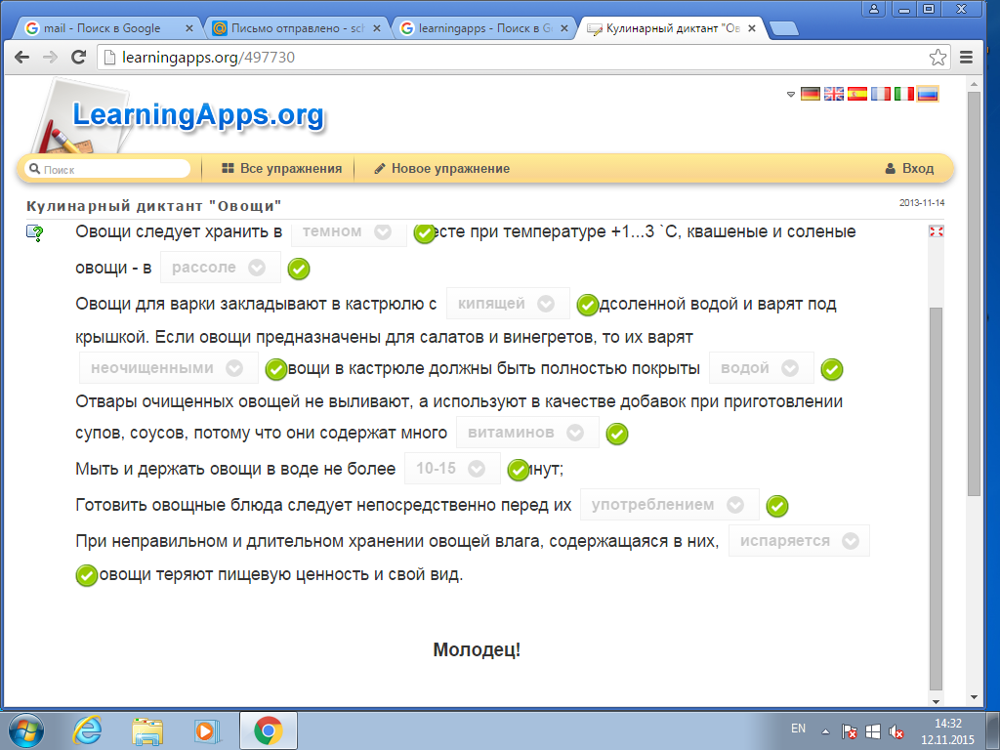 mail - Поиск в Google
Письмо отправлено - sch
learningapps - Поиск в Go
Кулинарный диктант "Ов
learningapps.org/497730
LearningApps.org
Поиск
Все упражнения
Новое упражнение
Вход
Кулинарный диктант "Овощи"
2013-11-14
Овощи следует хранить в темном есте при температуре +1...3 `С, квашеные и соленые
овощи - в рассоле
Овощи для варки закладывают в кастрюлю с кипящей дсоленной водой и варят под
крышкой. Если овощи предназначены для салатов и винегретов, то их варят
неочищенными вощи в кастрюле должны быть полностью покрыты водой
Отвары очищенных овощей не выливают, а используют в качестве добавок при приготовлении
супов, соусов, потому что они содержат много витаминов
Мыть и держать овощи в воде не более 10-15 инут;
Готовить овощные блюда следует непосредственно перед их употреблением
При неправильном и длительном хранении овощей влага, содержащаяся в них, испаряется
овощи теряют пищевую ценность и свой вид.
Молодец!
EN
14:32
12.11.2015